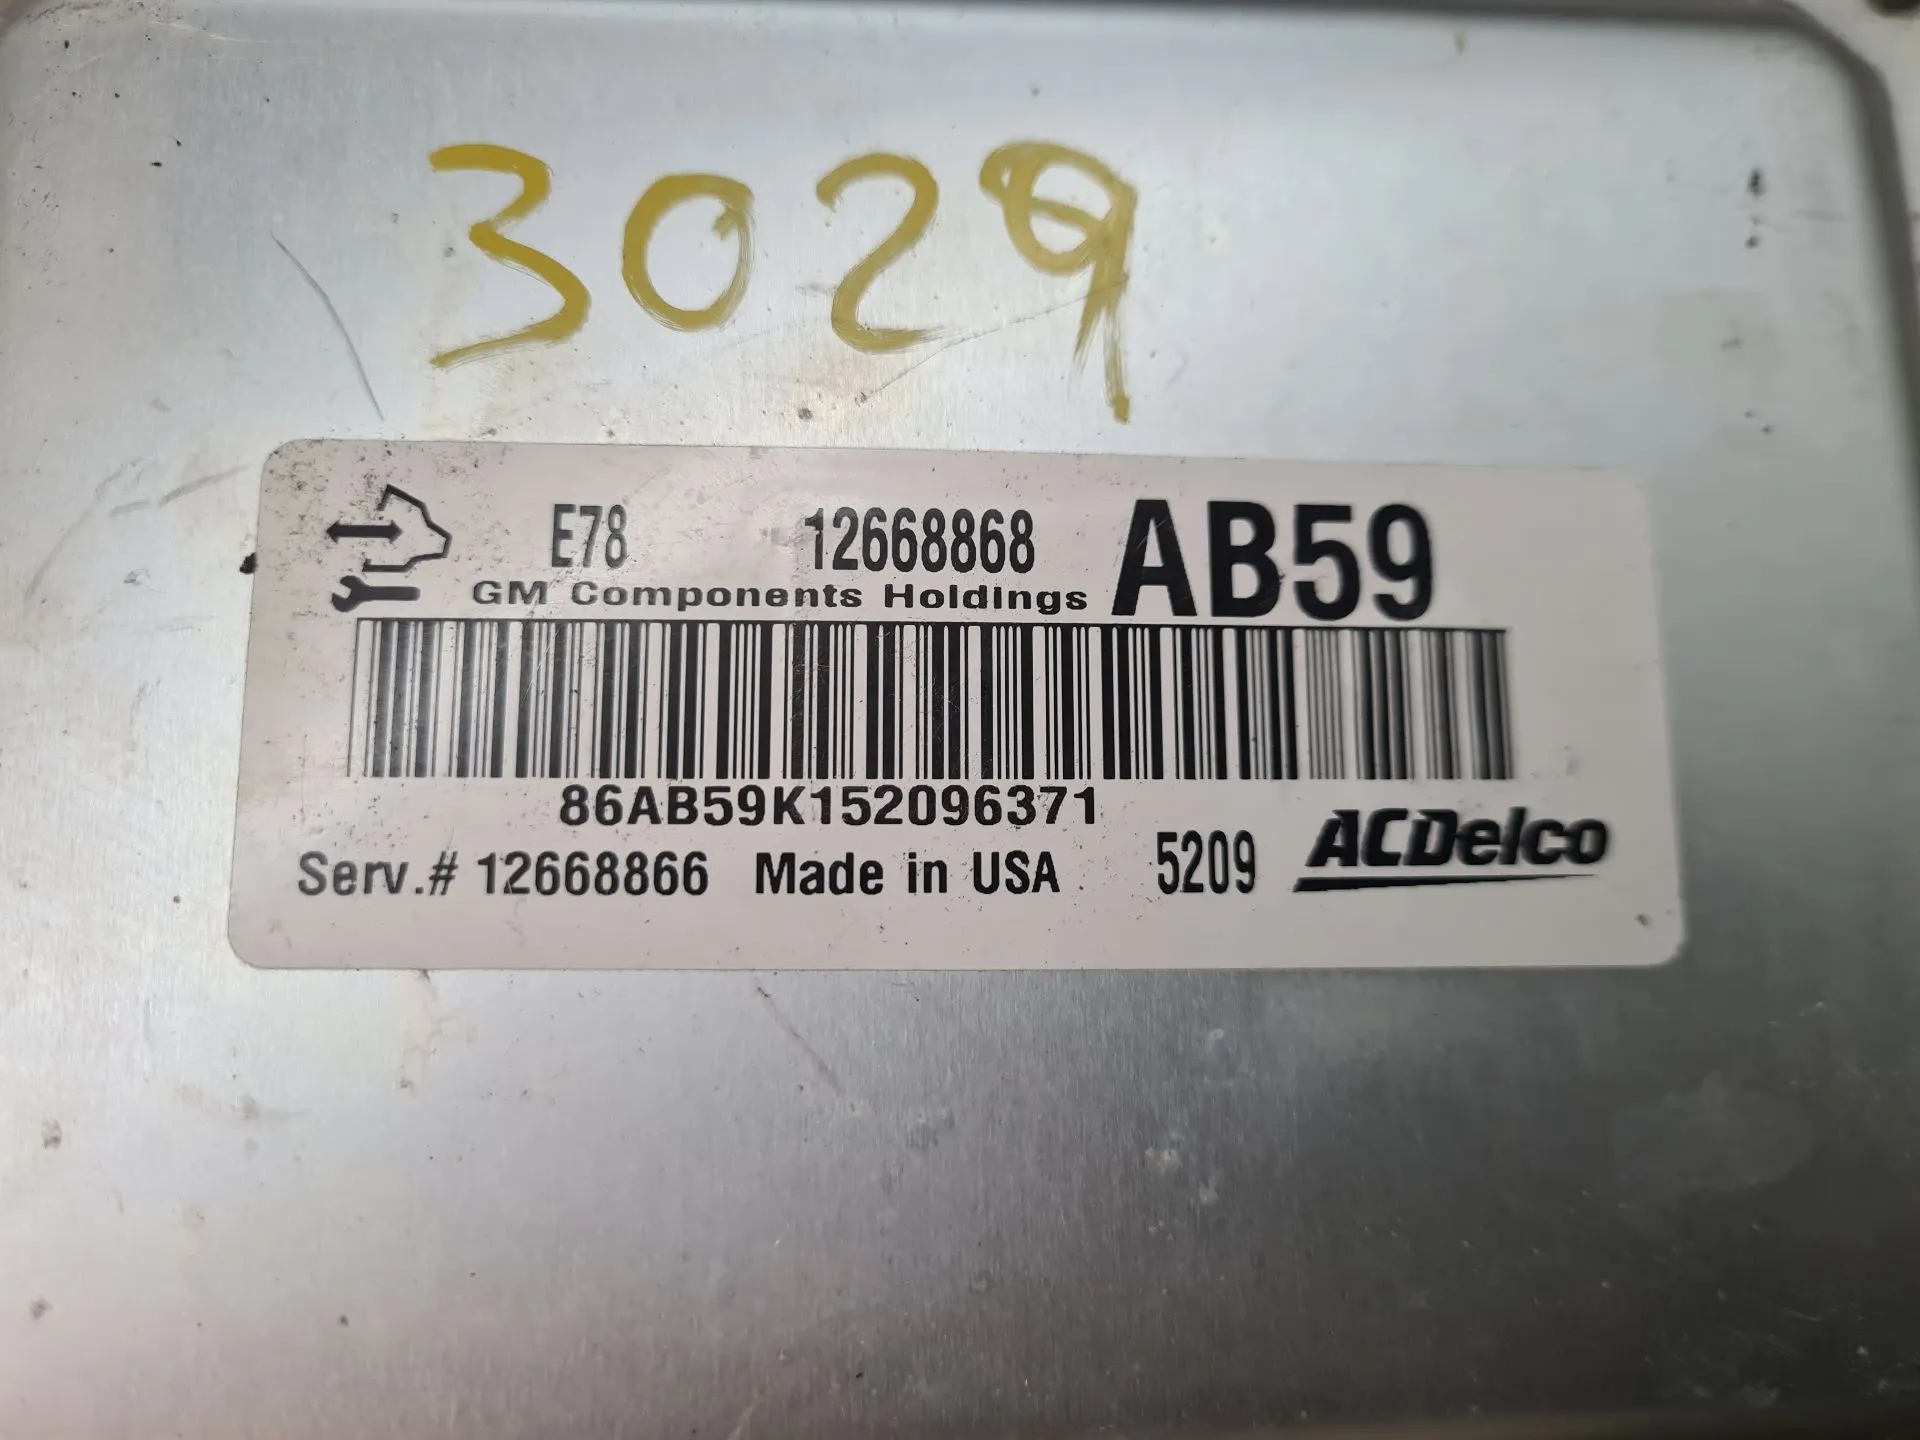 3029
E78 12668868 AB59
GM Components Holdings
86AB59K152096371
Serv.# 12668866 Made in USA 5209 ACDelco